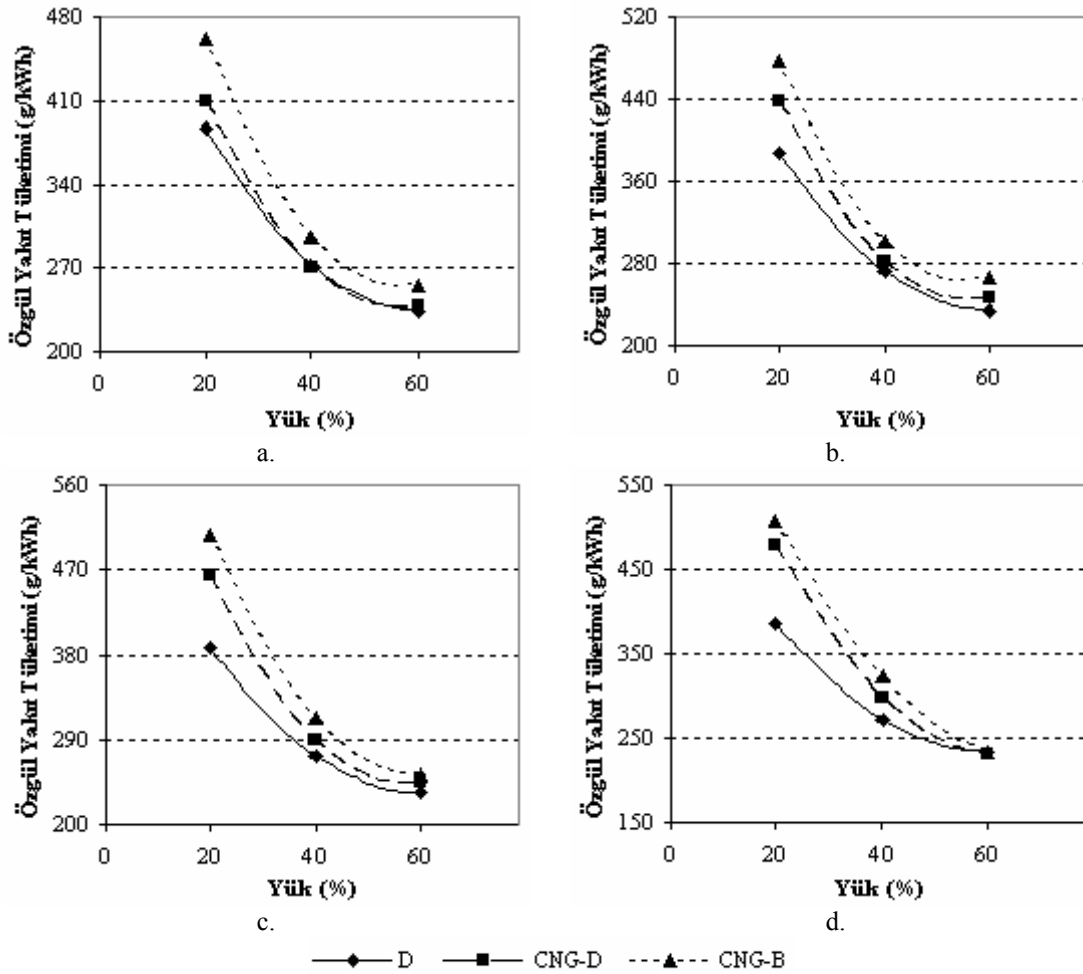 Özgül Yakıt Tüketimi (g/kWh)
480
410
340
270
200
0 20 40 60
Yük (%)
a.
Özgül Yakıt Tüketimi (g/kWh)
520
440
360
280
200
0 20 40 60
Yük (%)
b.
Özgül Yakıt Tüketimi (g/kWh)
560
470
380
290
200
0 20 40 60
Yük (%)
c.
Özgül Yakıt Tüketimi (g/kWh)
550
450
350
250
150
0 20 40 60
Yük (%)
d.
D CNG-D CNG-B